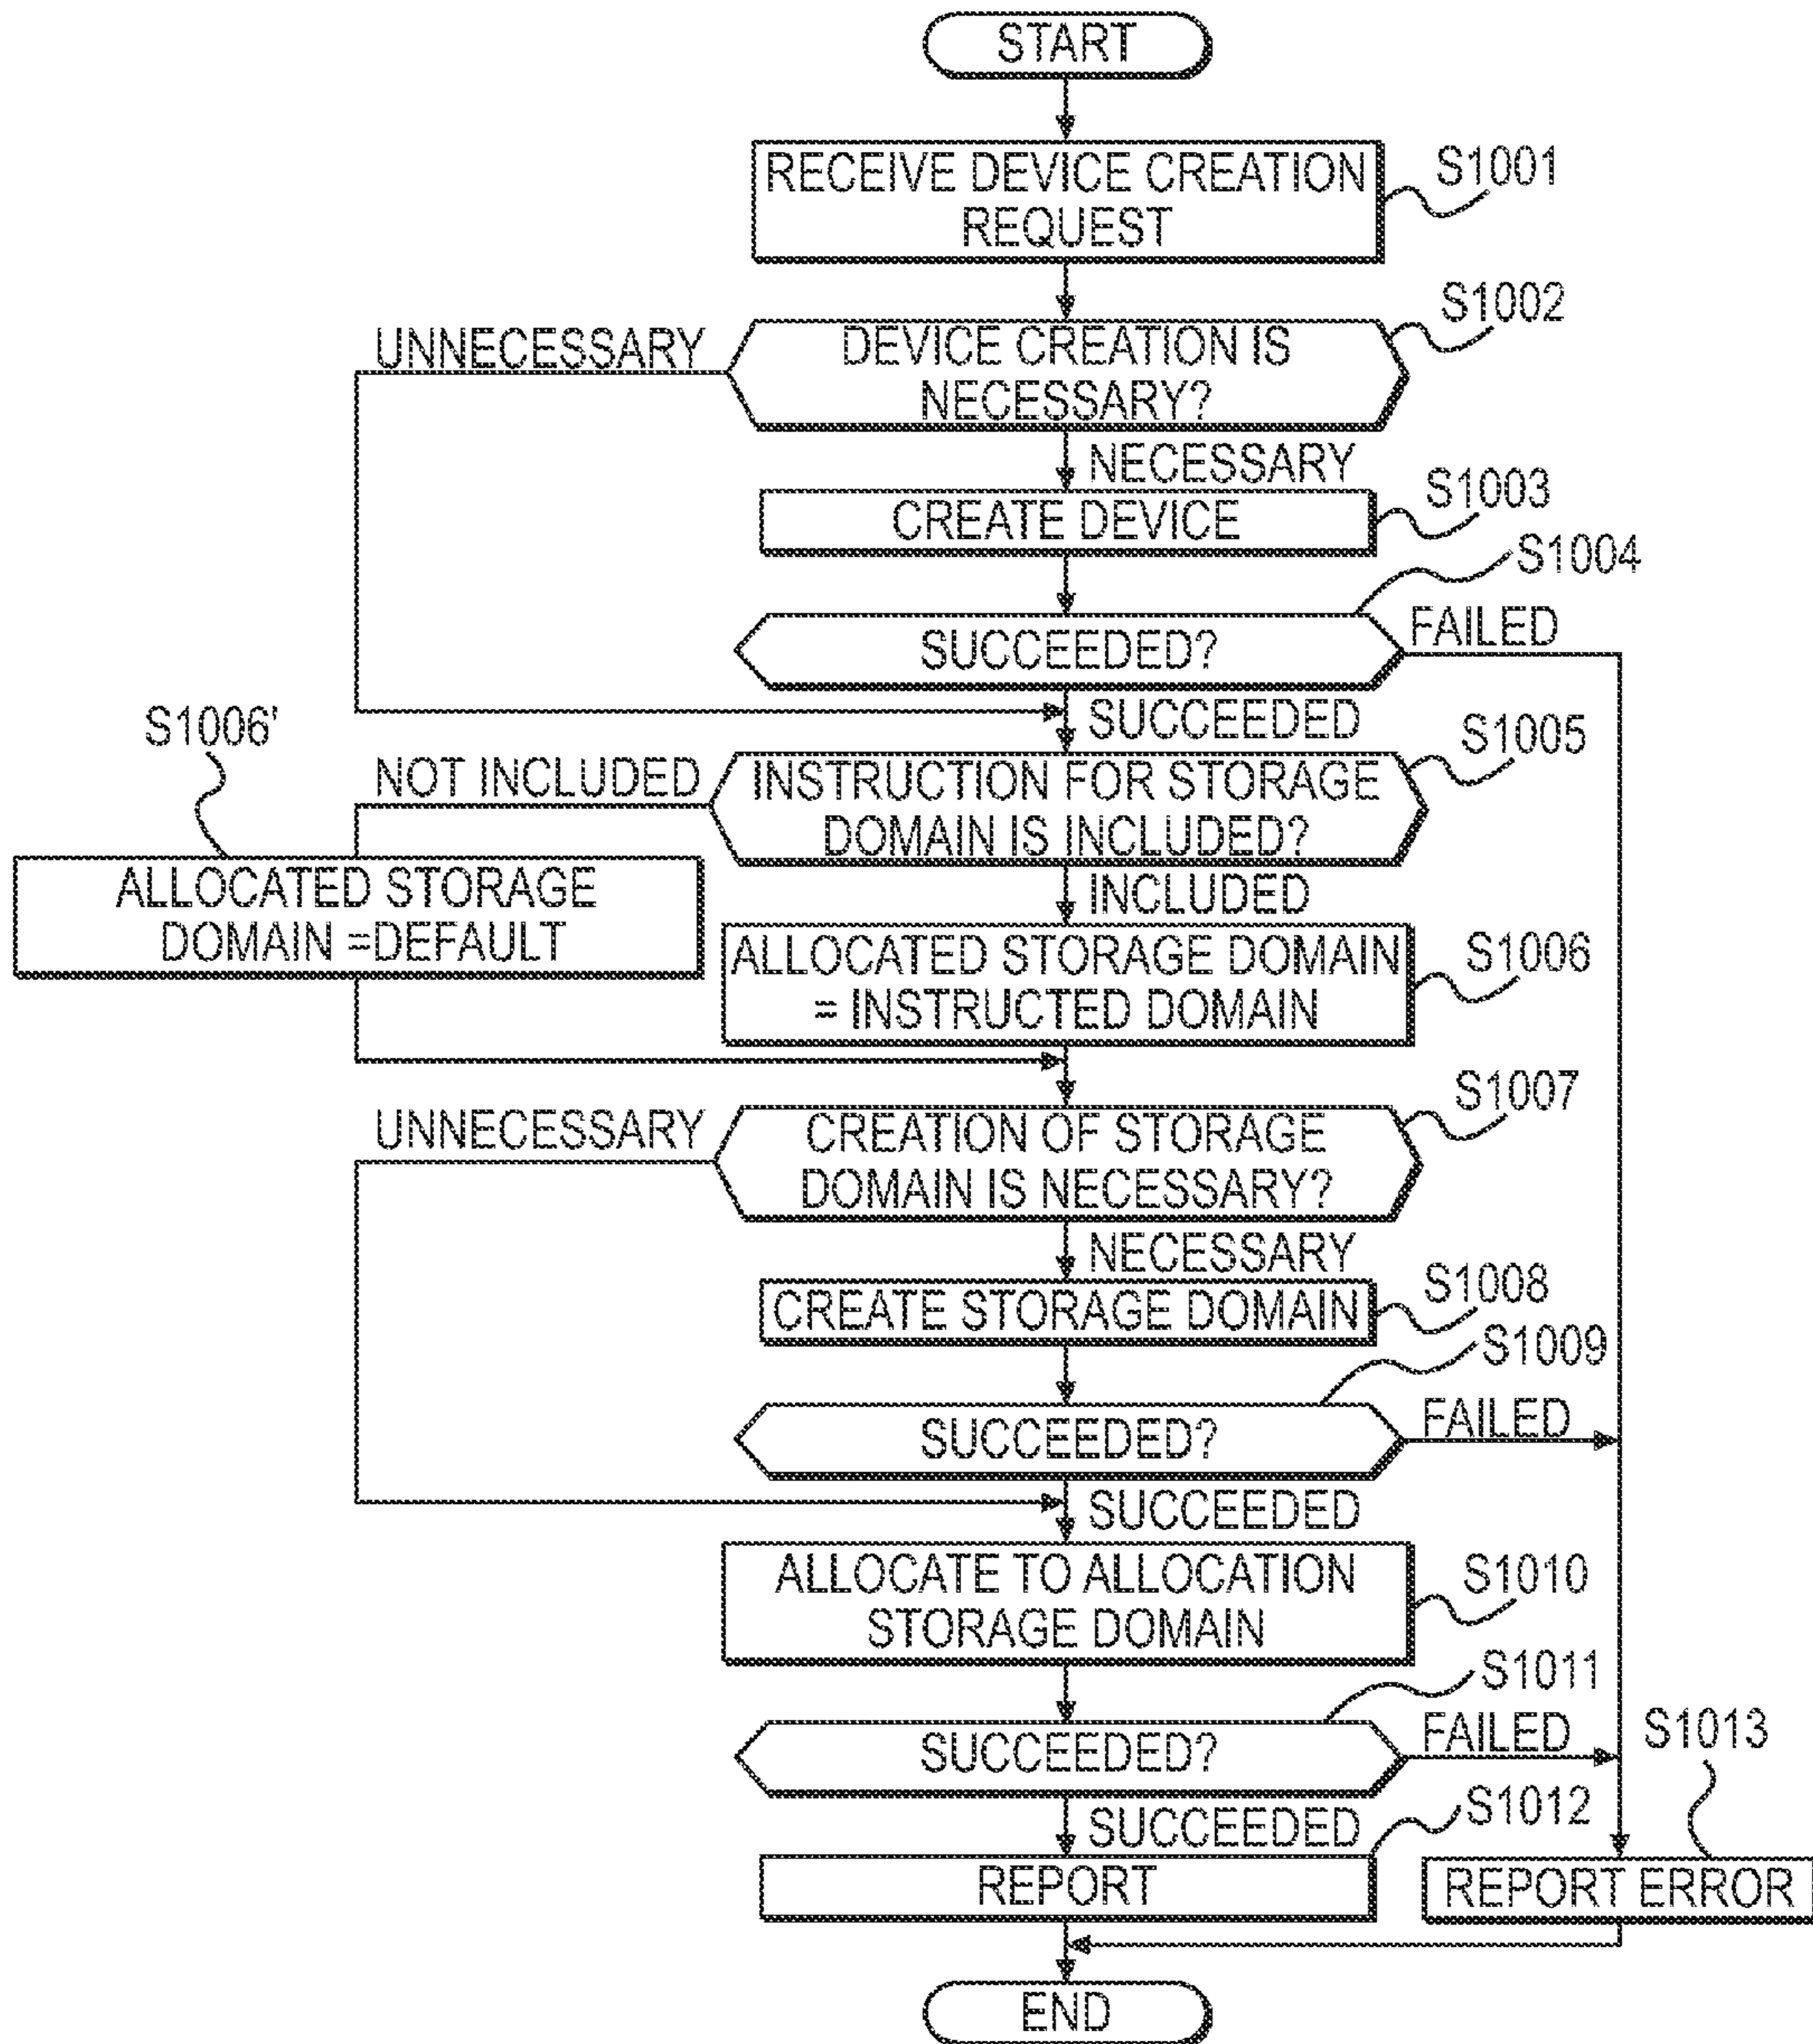 START
RECEIVE DEVICE CREATION
REQUEST
S1001
S1002
UNNECESSARY
DEVICE CREATION IS
NECESSARY?
NECESSARY
S1003
CREATE DEVICE
S1004
SUCCEEDED?
FAILED
SUCCEEDED
S1005
S1006'
NOT INCLUDED
INSTRUCTION FOR STORAGE
DOMAIN IS INCLUDED?
INCLUDED
ALLOCATED STORAGE
DOMAIN =DEFAULT
ALLOCATED STORAGE DOMAIN
= INSTRUCTED DOMAIN
S1006
S1007
UNNECESSARY
CREATION OF STORAGE
DOMAIN IS NECESSARY?
NECESSARY
S1008
CREATE STORAGE DOMAIN
S1009
SUCCEEDED?
FAILED
SUCCEEDED
ALLOCATE TO ALLOCATION
STORAGE DOMAIN
S1010
S1011
SUCCEEDED?
FAILED
S1013
SUCCEEDED
S1012
REPORT
REPORT ERROR
END